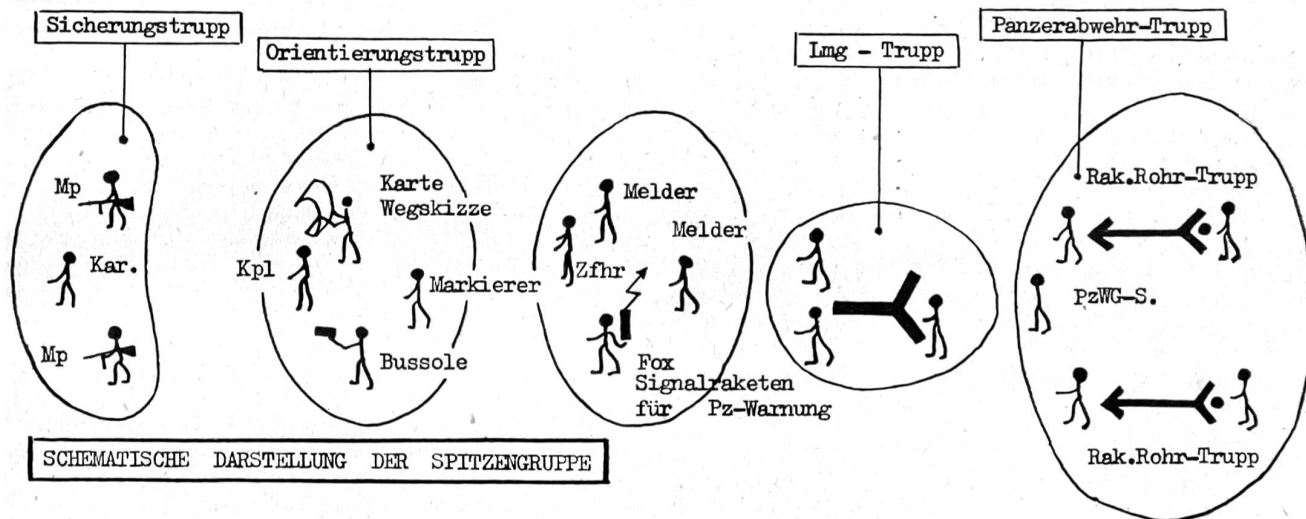 Sicherungstrupp
Orientierungstrupp
Lmg - Trupp
Panzerabwehr-Trupp
Mp
Kar.
Mp
Karte
Wegskizze
Kpl
Markierer
Bussole
Melder
Melder
Zfhr
Fox
Signalraketen
für Pz-Warnung
Rak.Rohr-Trupp
PzWG-S.
Rak.Rohr-Trupp
SCHEMATISCHE DARSTELLUNG DER SPITZENGRUPPE